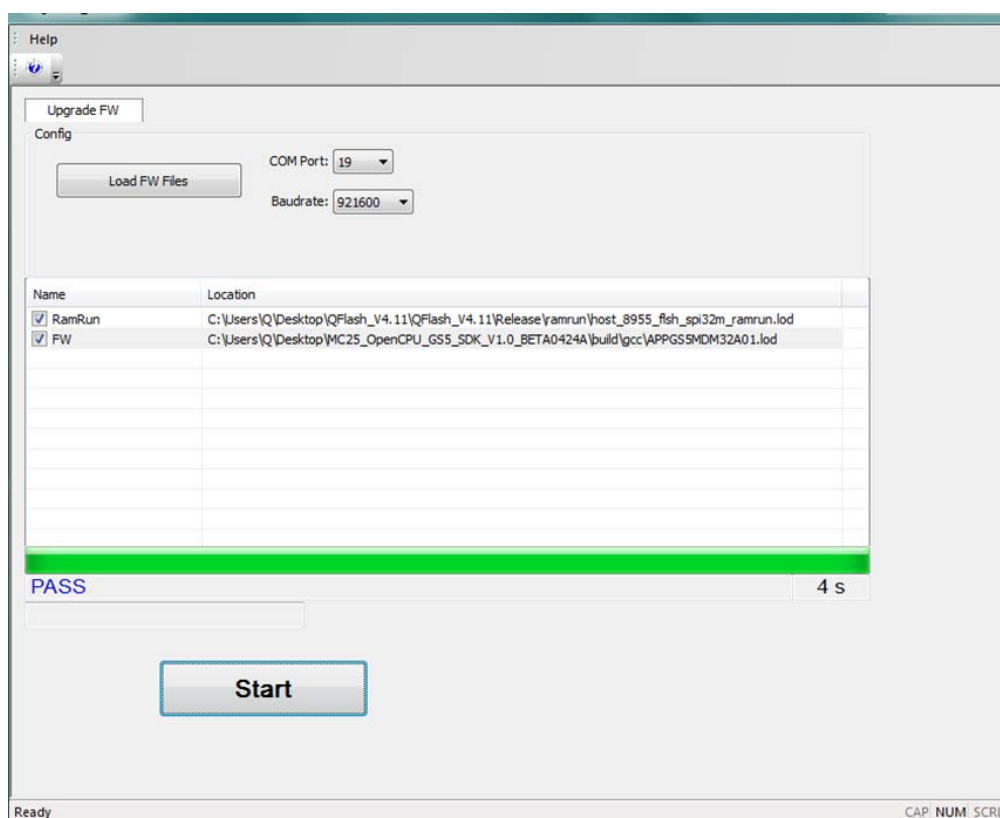 Help
Upgrade FW
Config
Load FW Files
COM Port: 19
Baudrate: 921600
Name Location
RamRun C:\Users\Q\Desktop\QFlash_V4.11\QFlash_V4.11\Release\ramrun\host_8955_flsh_spi32m_ramrun.lod
FW C:\Users\Q\Desktop\MC25_OpenCPU_GS5_SDK_V1.0_BETA0424A\build\gcc\APPGS5MDM32A01.lod
PASS 4 s
Start
Ready CAP NUM SCRL